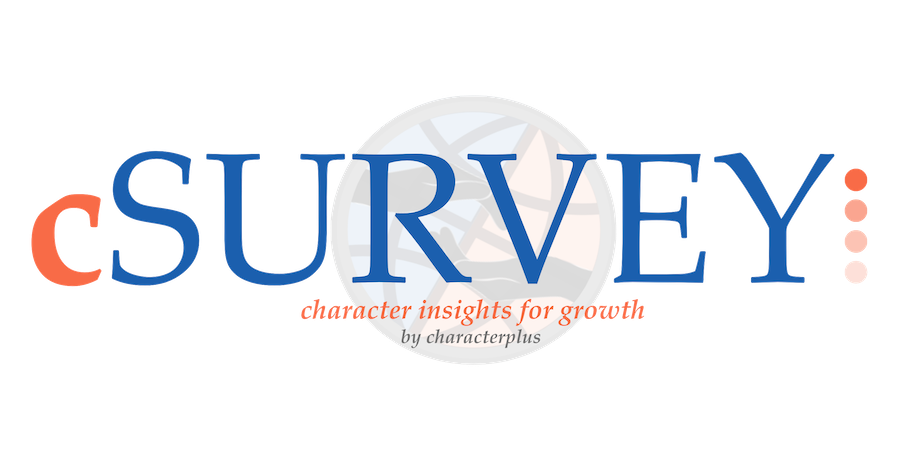 cSURVEY
character insights for growth
by characterplus